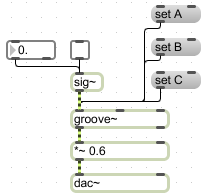 set A
set B
0.
set C
sig~
groove~
*~ 0.6
dac~